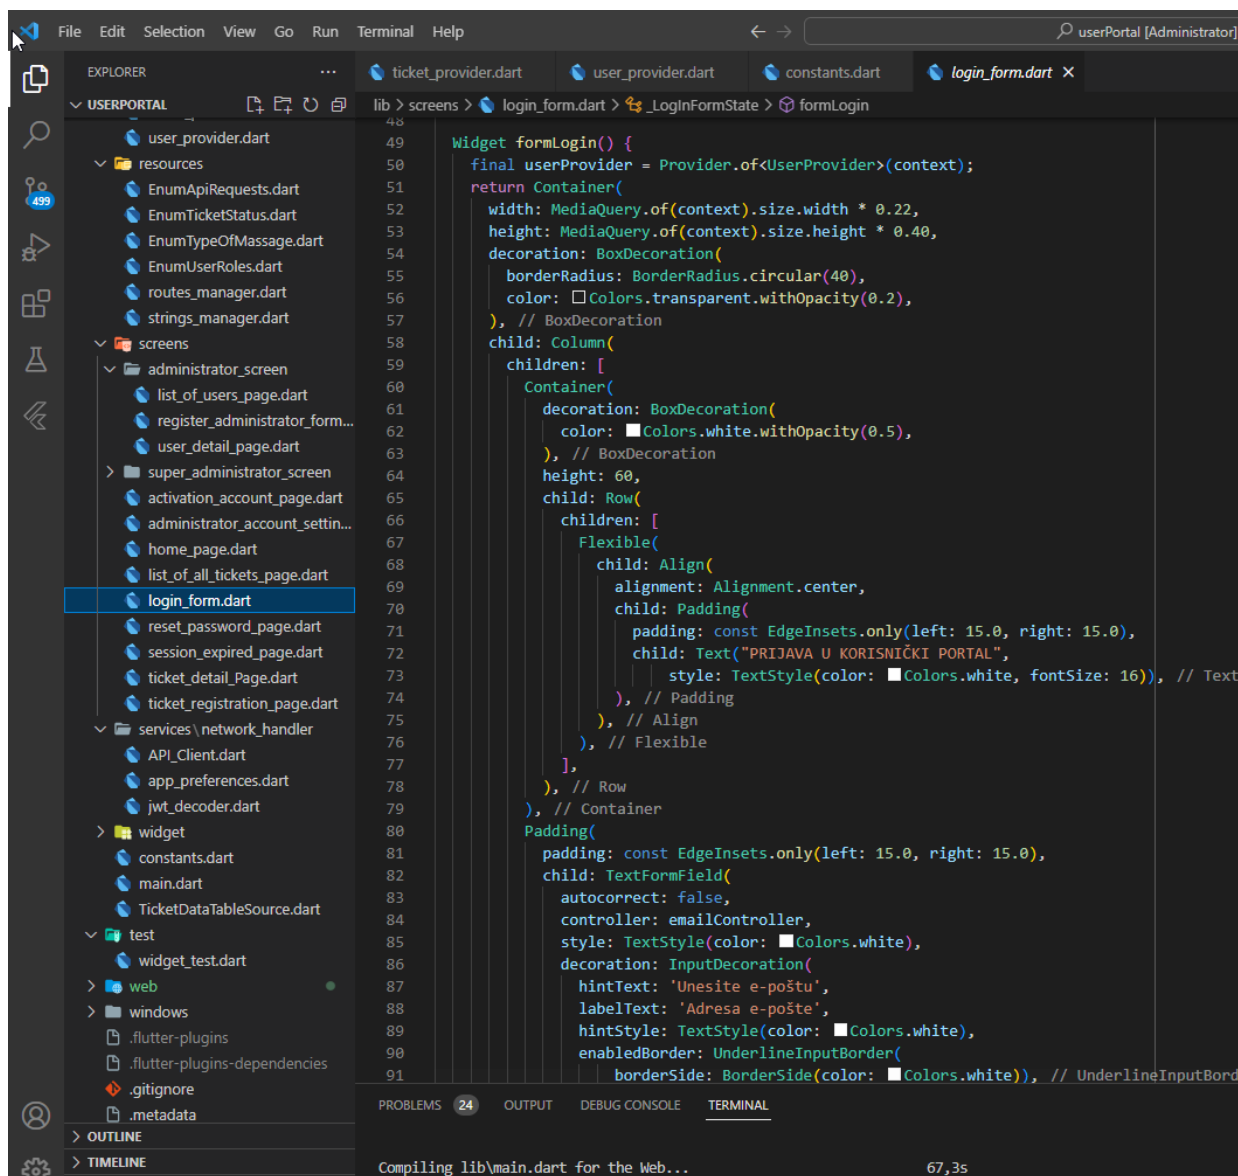 File Edit Selection View Go Run Terminal Help
userPortal [Administrator]
EXPLORER
ticket_provider.dart
user_provider.dart
constants.dart
login_form.dart
USERPORTAL
lib > screens > login_form.dart > _LogInFormState > formLogin
user_provider.dart
resources
EnumApiRequests.dart
EnumTicketStatus.dart
EnumTypeOfMassage.dart
EnumUserRoles.dart
routes_manager.dart
strings_manager.dart
screens
administrator_screen
list_of_users_page.dart
register_administrator_form...
user_detail_page.dart
super_administrator_screen
activation_account_page.dart
administrator_account_settin...
home_page.dart
list_of_all_tickets_page.dart
login_form.dart
reset_password_page.dart
session_expired_page.dart
ticket_detail_Page.dart
ticket_registration_page.dart
services\network_handler
API_Client.dart
app_preferences.dart
jwt_decoder.dart
widget
constants.dart
main.dart
TicketDataTableSource.dart
test
widget_test.dart
web
windows
.flutter-plugins
.flutter-plugins-dependencies
.gitignore
.metadata
OUTLINE
TIMELINE
499
48
49 Widget formLogin() {
50 final userProvider = Provider.of<UserProvider>(context);
51 return Container(
52 width: MediaQuery.of(context).size.width * 0.22,
53 height: MediaQuery.of(context).size.height * 0.40,
54 decoration: BoxDecoration(
55 borderRadius: BorderRadius.circular(40),
56 color: Colors.transparent.withOpacity(0.2),
57 ), // BoxDecoration
58 child: Column(
59 children: [
60 Container(
61 decoration: BoxDecoration(
62 color: Colors.white.withOpacity(0.5),
63 ), // BoxDecoration
64 height: 60,
65 child: Row(
66 children: [
67 Flexible(
68 child: Align(
69 alignment: Alignment.center,
70 child: Padding(
71 padding: const EdgeInsets.only(left: 15.0, right: 15.0),
72 child: Text("PRIJAVA U KORISNIČKI PORTAL",
73 style: TextStyle(color: Colors.white, fontSize: 16)), // Text
74 ), // Padding
75 ), // Align
76 ), // Flexible
77 ],
78 ), // Row
79 ), // Container
80 Padding(
81 padding: const EdgeInsets.only(left: 15.0, right: 15.0),
82 child: TextFormField(
83 autocorrect: false,
84 controller: emailController,
85 style: TextStyle(color: Colors.white),
86 decoration: InputDecoration(
87 hintText: 'Unesite e-poštu',
88 labelText: 'Adresa e-pošte',
89 hintStyle: TextStyle(color: Colors.white),
90 enabledBorder: UnderlineInputBorder(
91 borderSide: BorderSide(color: Colors.white)), // UnderlineInputBord
PROBLEMS 24 OUTPUT DEBUG CONSOLE TERMINAL
Compiling lib\main.dart for the Web... 67,3s